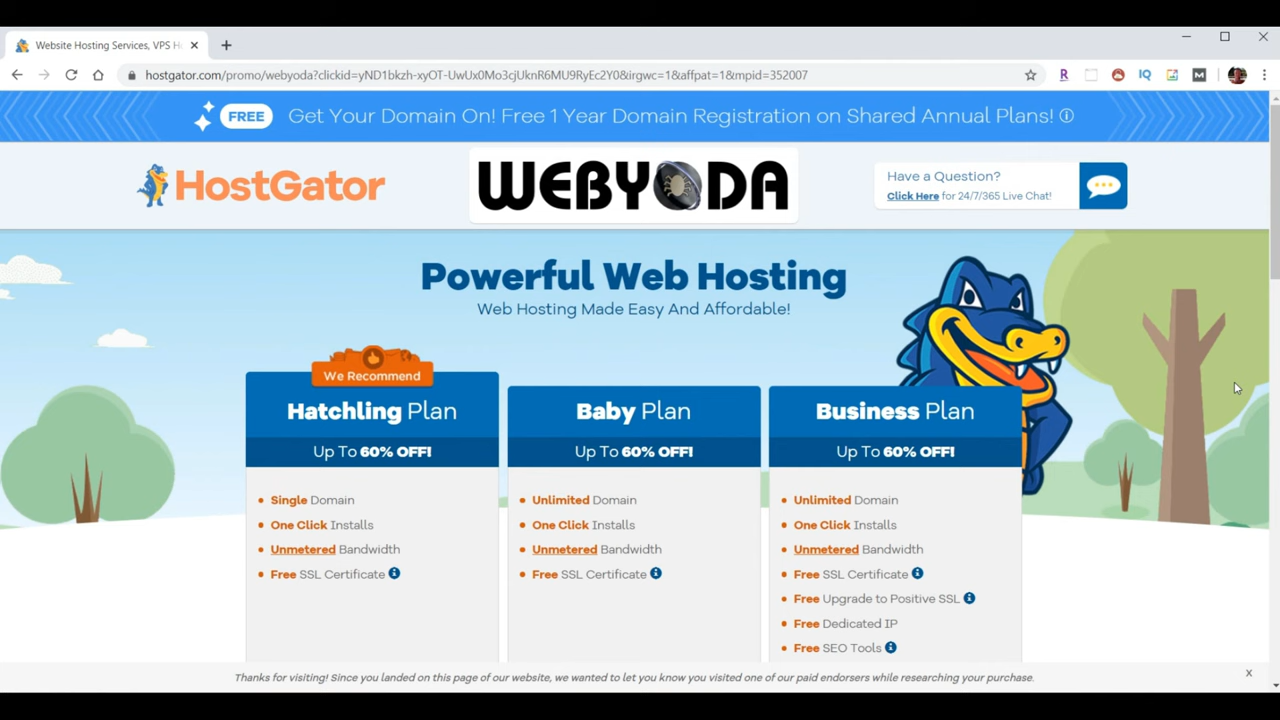 Website Hosting Services, VPS H
hostgator.com/promo/webyoda?clickid=yND1bkzh-xyOT-UwUx0Mo3cjUknR6MU9RyEc2Y0&irgwc=1&affpat=1&mpid=352007
R
IQ
M
FREE Get Your Domain On! Free 1 Year Domain Registration on Shared Annual Plans!
HostGator
WEBYODA
Have a Question?
Click Here for 24/7/365 Live Chat!
Powerful Web Hosting
Web Hosting Made Easy And Affordable!
We Recommend
Hatchling Plan
Up To 60% OFF!
Single Domain
One Click Installs
Unmetered Bandwidth
Free SSL Certificate
Baby Plan
Up To 60% OFF!
Unlimited Domain
One Click Installs
Unmetered Bandwidth
Free SSL Certificate
Business Plan
Up To 60% OFF!
Unlimited Domain
One Click Installs
Unmetered Bandwidth
Free SSL Certificate
Free Upgrade to Positive SSL
Free Dedicated IP
Free SEO Tools
Thanks for visiting! Since you landed on this page of our website, we wanted to let you know you visited one of our paid endorsers while researching your purchase.
X